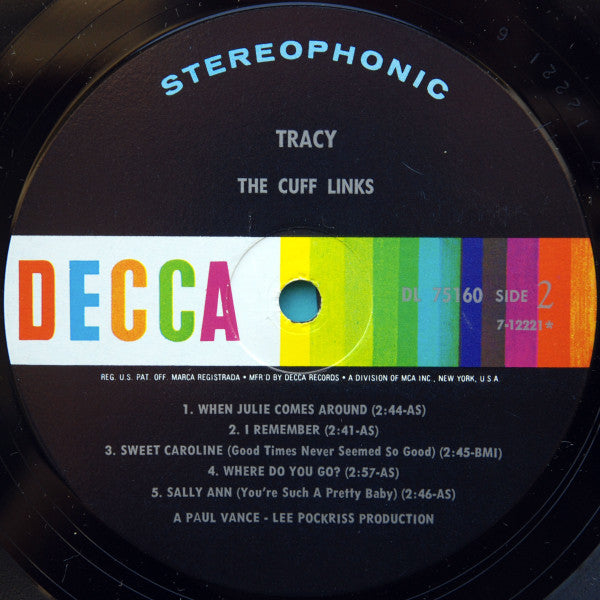 STEREOPHONIC
TRACY
THE CUFF LINKS
DECCA
DL 75160 SIDE 2
7-12221*
REG. U.S. PAT. OFF. MARCA REGISTRADA • MFR'D BY DECCA RECORDS • A DIVISION OF MCA INC., NEW YORK, U.S.A.
1. WHEN JULIE COMES AROUND (2:44-AS)
2. I REMEMBER (2:41-AS)
3. SWEET CAROLINE (Good Times Never Seemed So Good) (2:45-BMI)
4. WHERE DO YOU GO? (2:57-AS)
5. SALLY ANN (You're Such A Pretty Baby) (2:46-AS)
A PAUL VANCE - LEE POCKRISS PRODUCTION